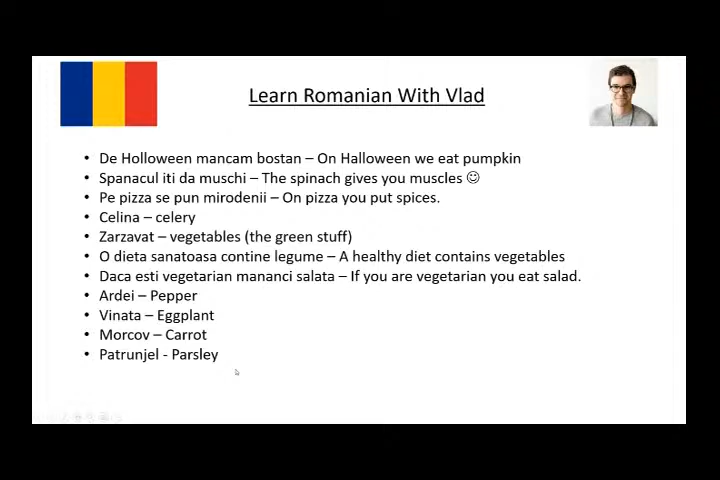 Learn Romanian With Vlad
• De Holloween mancam bostan – On Halloween we eat pumpkin
• Spanacul iti da muschi – The spinach gives you muscles ☺
• Pe pizza se pun mirodenii – On pizza you put spices.
• Celina – celery
• Zarzavat – vegetables (the green stuff)
• O dieta sanatoasa contine legume – A healthy diet contains vegetables
• Daca esti vegetarian mananci salata – If you are vegetarian you eat salad.
• Ardei – Pepper
• Vinata – Eggplant
• Morcov – Carrot
• Patrunjel - Parsley